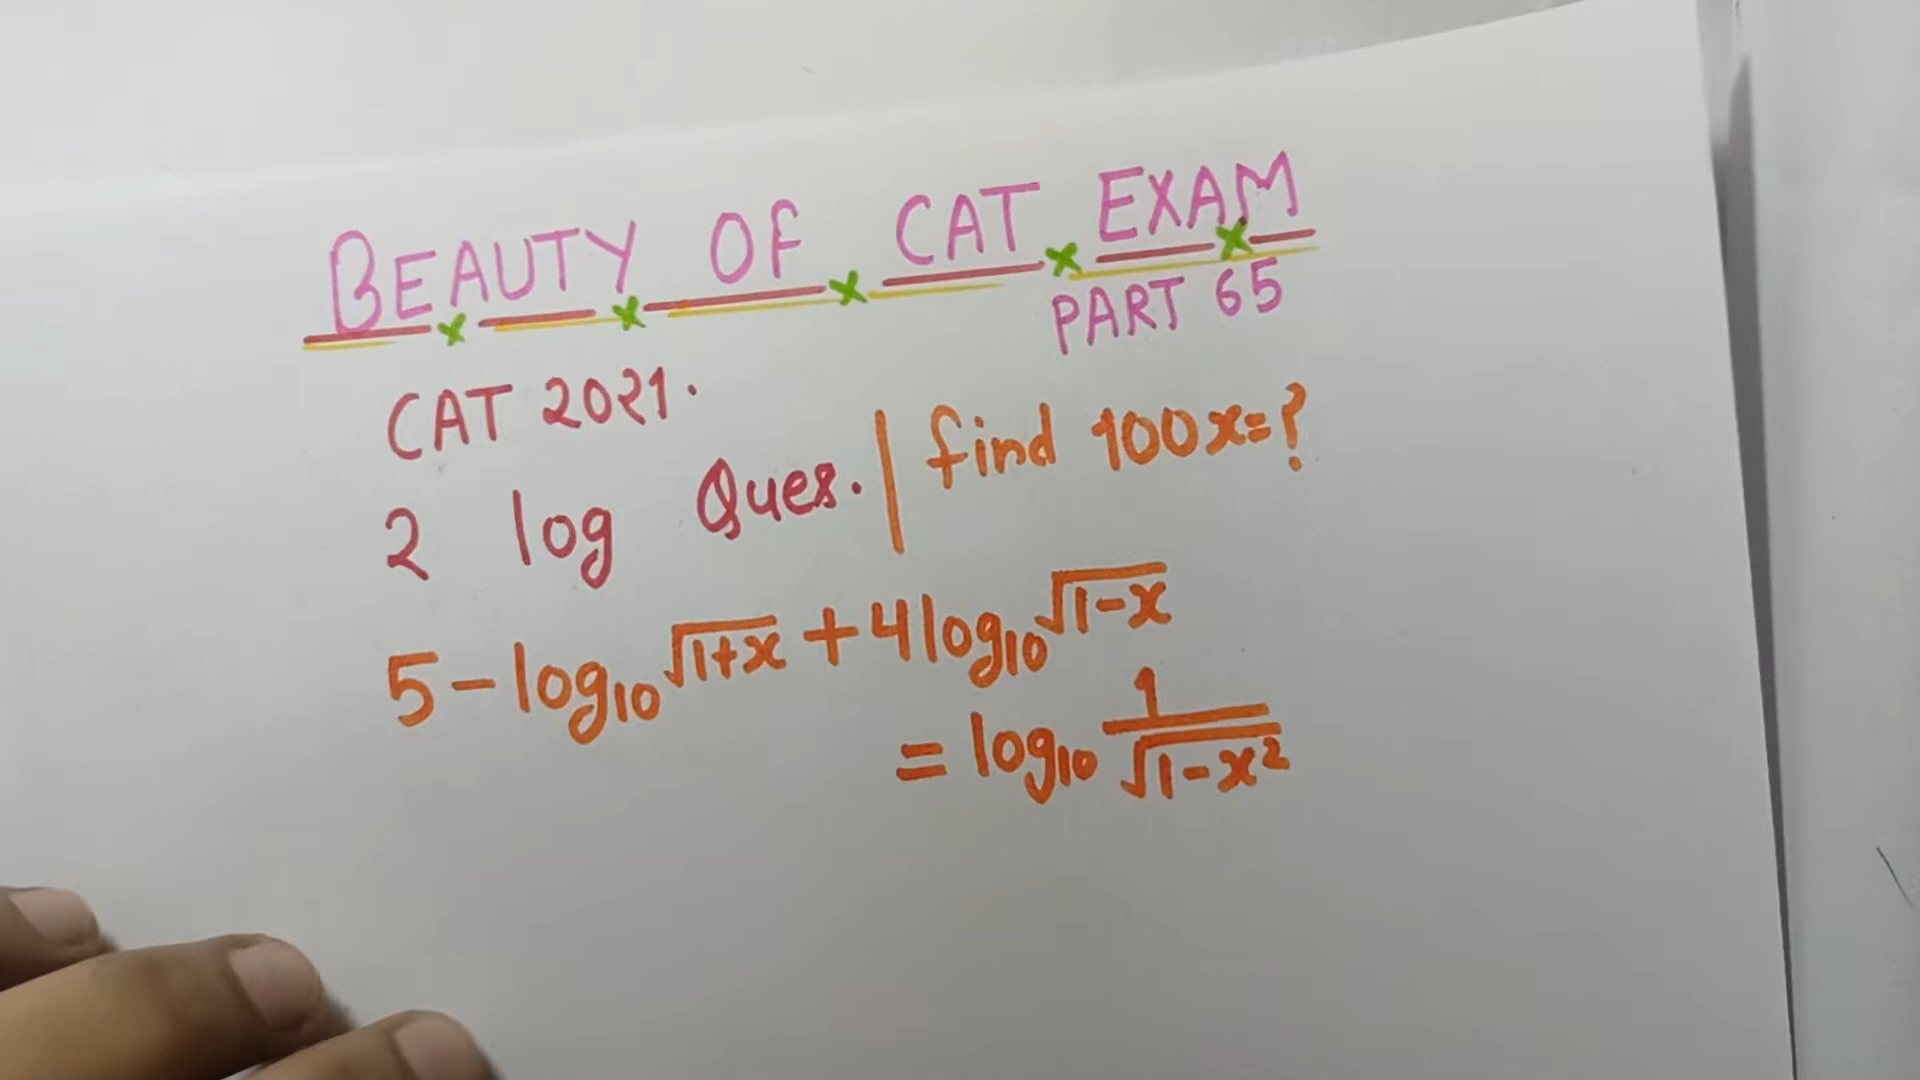 BEAUTY OF CAT EXAM
PART 65
CAT 2021.
2 log Ques. | find 100x=?
5-log₁₀√(1+x) + 4log₁₀√(1-x)
= log₁₀ 1/√(1-x²)